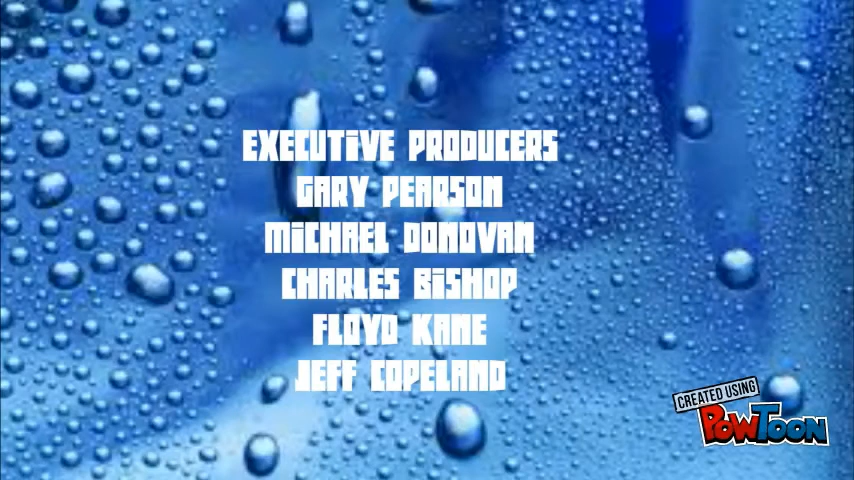 EXECUTIVE PRODUCERS
GARY PEARSON
MICHAEL DONOVAN
CHARLES BISHOP
FLOYD KANE
JEFF COPELAND
CREATED USING
POWTOON